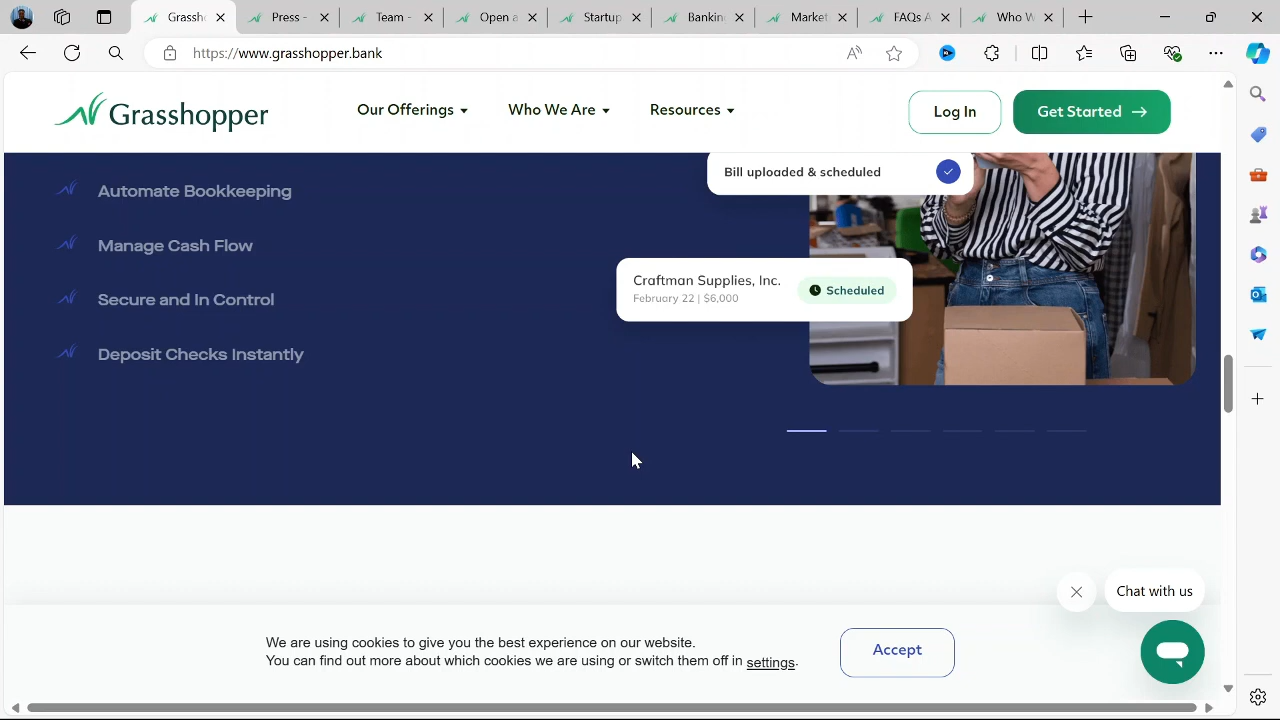 Grassh
Press -
Team -
Open a
Startup
Bankin
Market
FAQs A
Who W
https://www.grasshopper.bank
Grasshopper
Our Offerings
Who We Are
Resources
Log In
Get Started
Bill uploaded & scheduled
Automate Bookkeeping
Manage Cash Flow
Secure and In Control
Deposit Checks Instantly
Craftman Supplies, Inc.
February 22 | $6,000
Scheduled
Chat with us
We are using cookies to give you the best experience on our website.
You can find out more about which cookies we are using or switch them off in settings.
Accept